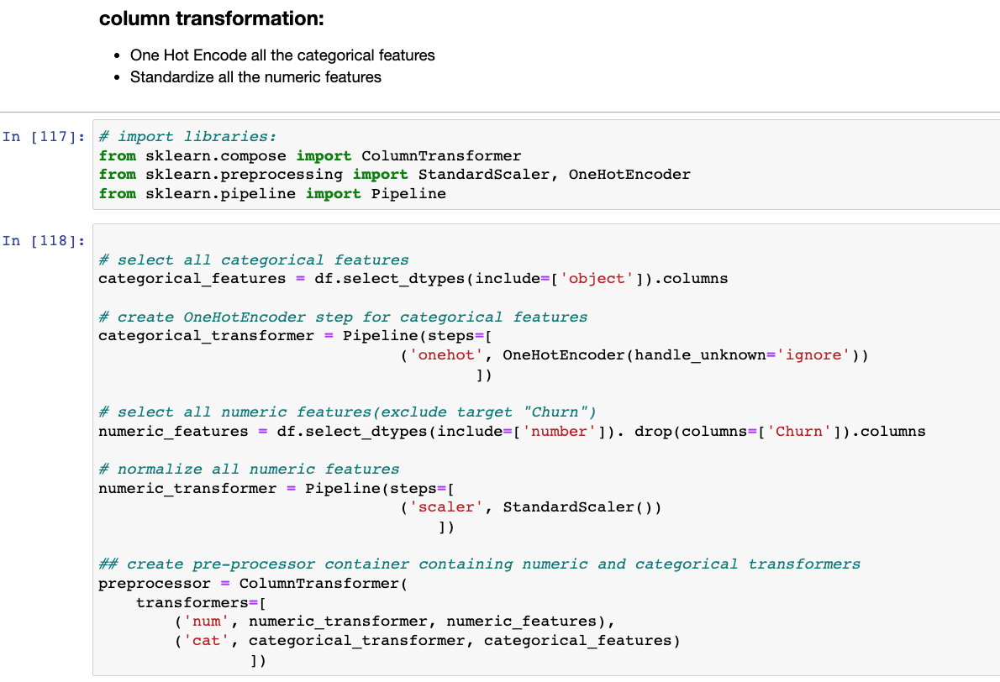 column transformation:
• One Hot Encode all the categorical features
• Standardize all the numeric features
In [117]: # import libraries:
from sklearn.compose import ColumnTransformer
from sklearn.preprocessing import StandardScaler, OneHotEncoder
from sklearn.pipeline import Pipeline
In [118]:
# select all categorical features
categorical_features = df.select_dtypes(include=['object']).columns
# create OneHotEncoder step for categorical features
categorical_transformer = Pipeline(steps=[
('onehot', OneHotEncoder(handle_unknown='ignore'))
])
# select all numeric features(exclude target "Churn")
numeric_features = df.select_dtypes(include=['number']). drop(columns=['Churn']).columns
# normalize all numeric features
numeric_transformer = Pipeline(steps=[
('scaler', StandardScaler())
])
## create pre-processor container containing numeric and categorical transformers
preprocessor = ColumnTransformer(
transformers=[
('num', numeric_transformer, numeric_features),
('cat', categorical_transformer, categorical_features)
])